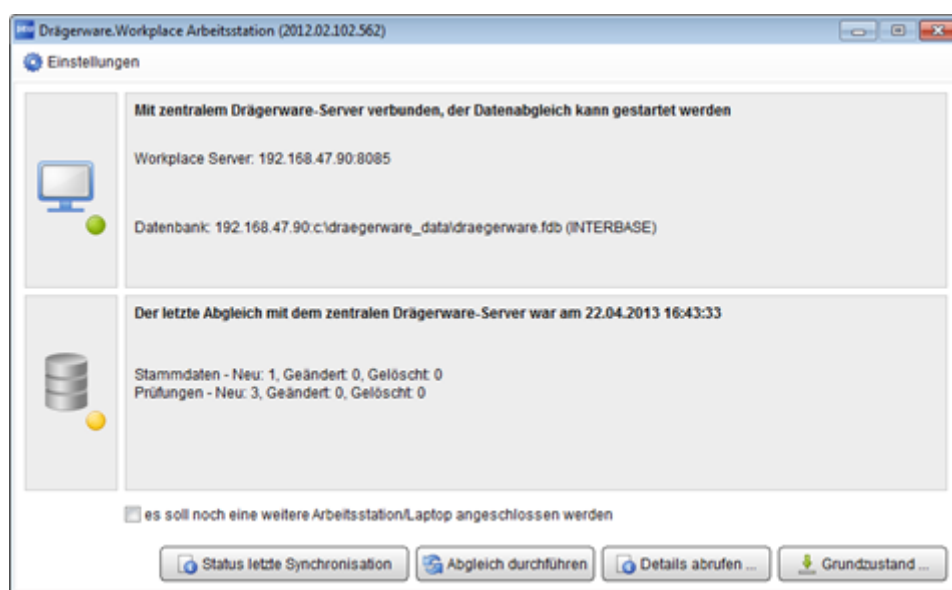 Drägerware.Workplace Arbeitsstation (2012.02.102.562)
Einstellungen
Mit zentralem Drägerware-Server verbunden, der Datenabgleich kann gestartet werden
Workplace Server: 192.168.47.90:8085
Datenbank: 192.168.47.90:c:\draegerware_data\draegerware.fdb (INTERBASE)
Der letzte Abgleich mit dem zentralen Drägerware-Server war am 22.04.2013 16:43:33
Stammdaten - Neu: 1, Geändert: 0, Gelöscht: 0
Prüfungen - Neu: 3, Geändert: 0, Gelöscht: 0
es soll noch eine weitere Arbeitsstation/Laptop angeschlossen werden
Status letzte Synchronisation
Abgleich durchführen
Details abrufen ...
Grundzustand ...